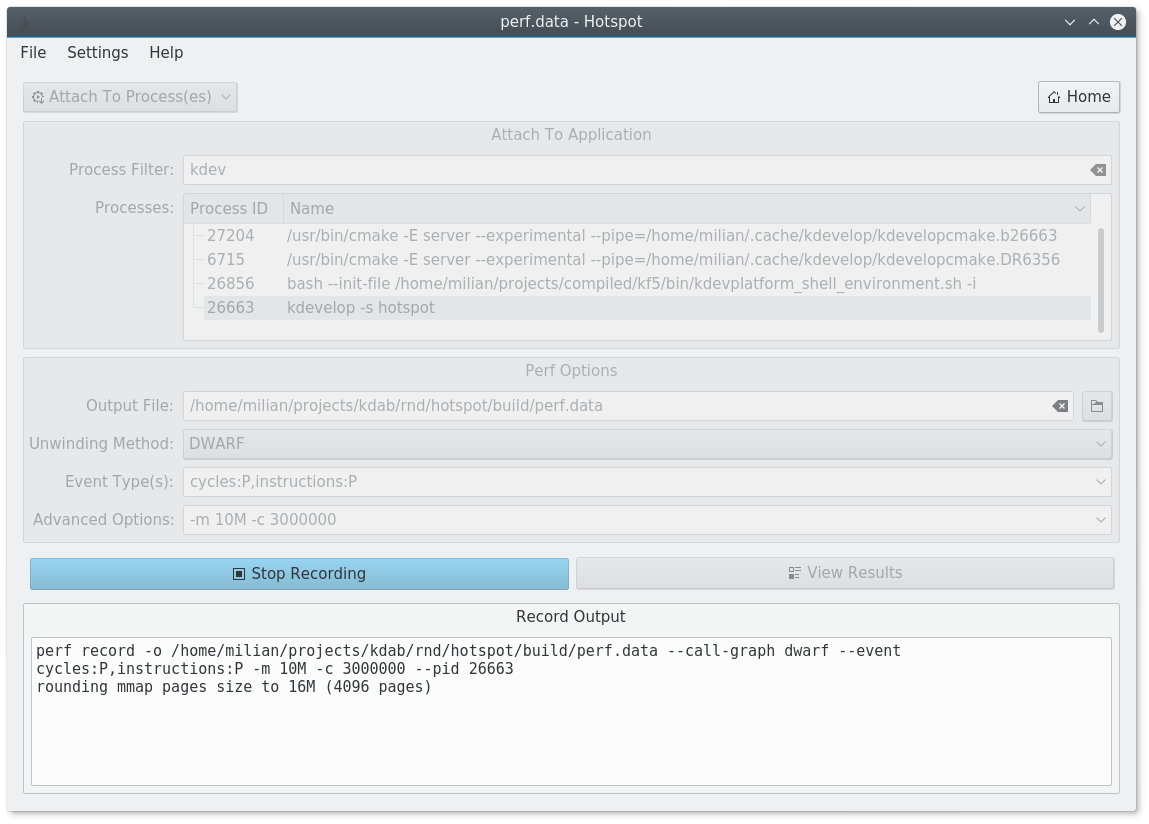 perf.data - Hotspot
File Settings Help
Attach To Process(es)
Home
Attach To Application
Process Filter: kdev
Processes:
Process ID Name
27204 /usr/bin/cmake -E server --experimental --pipe=/home/milian/.cache/kdevelop/kdevelopcmake.b26663
6715 /usr/bin/cmake -E server --experimental --pipe=/home/milian/.cache/kdevelop/kdevelopcmake.DR6356
26856 bash --init-file /home/milian/projects/compiled/kf5/bin/kdevplatform_shell_environment.sh -i
26663 kdevelop -s hotspot
Perf Options
Output File: /home/milian/projects/kdab/rnd/hotspot/build/perf.data
Unwinding Method: DWARF
Event Type(s): cycles:P,instructions:P
Advanced Options: -m 10M -c 3000000
Stop Recording
View Results
Record Output
perf record -o /home/milian/projects/kdab/rnd/hotspot/build/perf.data --call-graph dwarf --event
cycles:P,instructions:P -m 10M -c 3000000 --pid 26663
rounding mmap pages size to 16M (4096 pages)